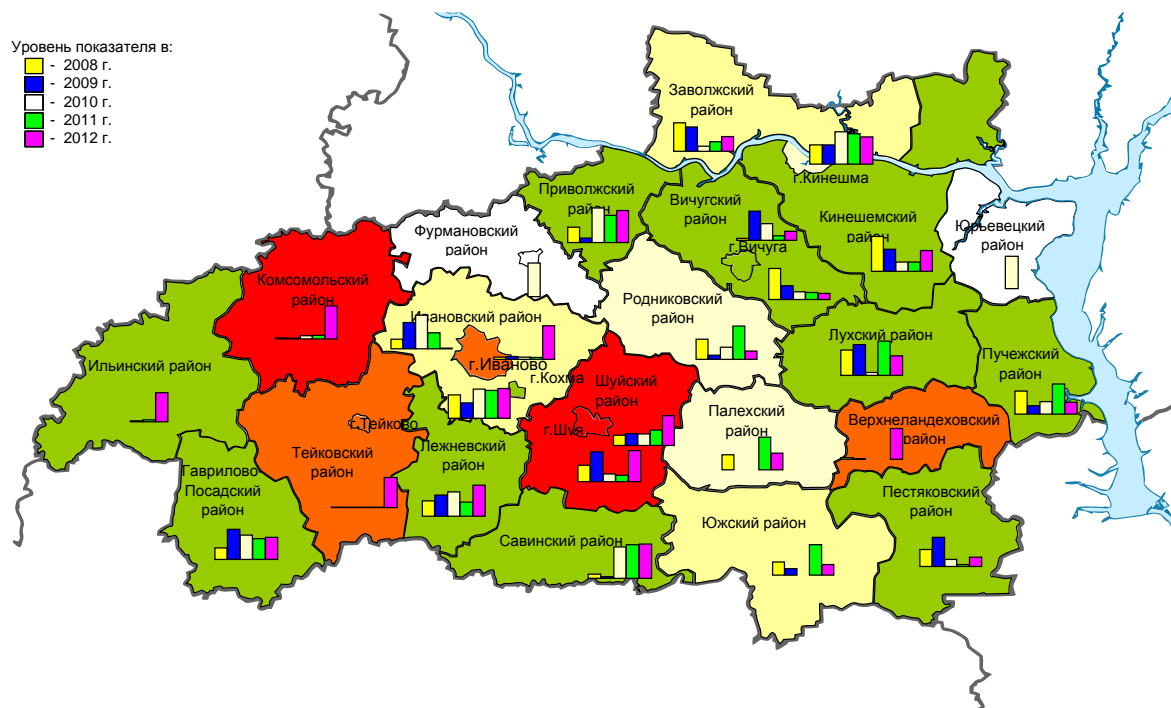 Уровень показателя в:
- 2008 г.
- 2009 г.
- 2010 г.
- 2011 г.
- 2012 г.
Заволжский
район
г.Кинешма
Приволжский
район
Вичугский
район
Кинешемский
район
Юрьевецкий
район
Фурмановский
район
г.Вичуга
Комсомольский
район
Родниковский
район
Ивановский район
Лухский район
Пучежский
район
Ильинский район
г.Иваново
г.Кохма
Шуйский
район
Палехский
район
Верхнеландеховский
район
г.Тейково
г.Шуя
Тейковский
район
Лежневский
район
Гаврилово-
Посадский
район
Пестяковский
район
Южский район
Савинский район